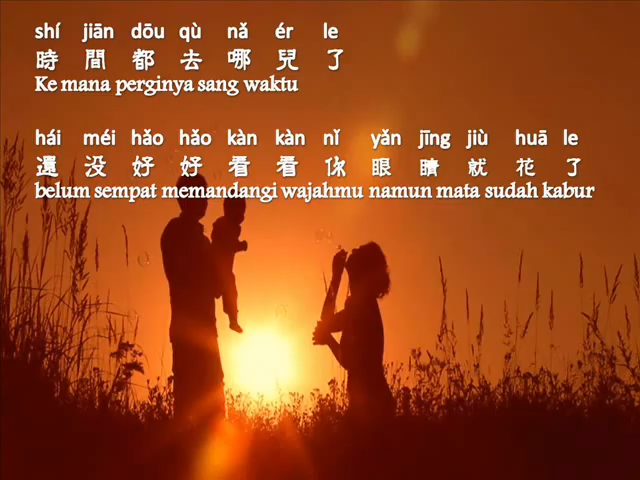 shí jiān dōu qù nǎ ér le
時 間 都 去 哪 兒 了
Ke mana perginya sang waktu
hái méi hǎo hǎo kàn kàn nǐ yǎn jīng jiù huā le
還 没 好 好 看 看 你 眼 睛 就 花 了
belum sempat memandangi wajahmu namun mata sudah kabur